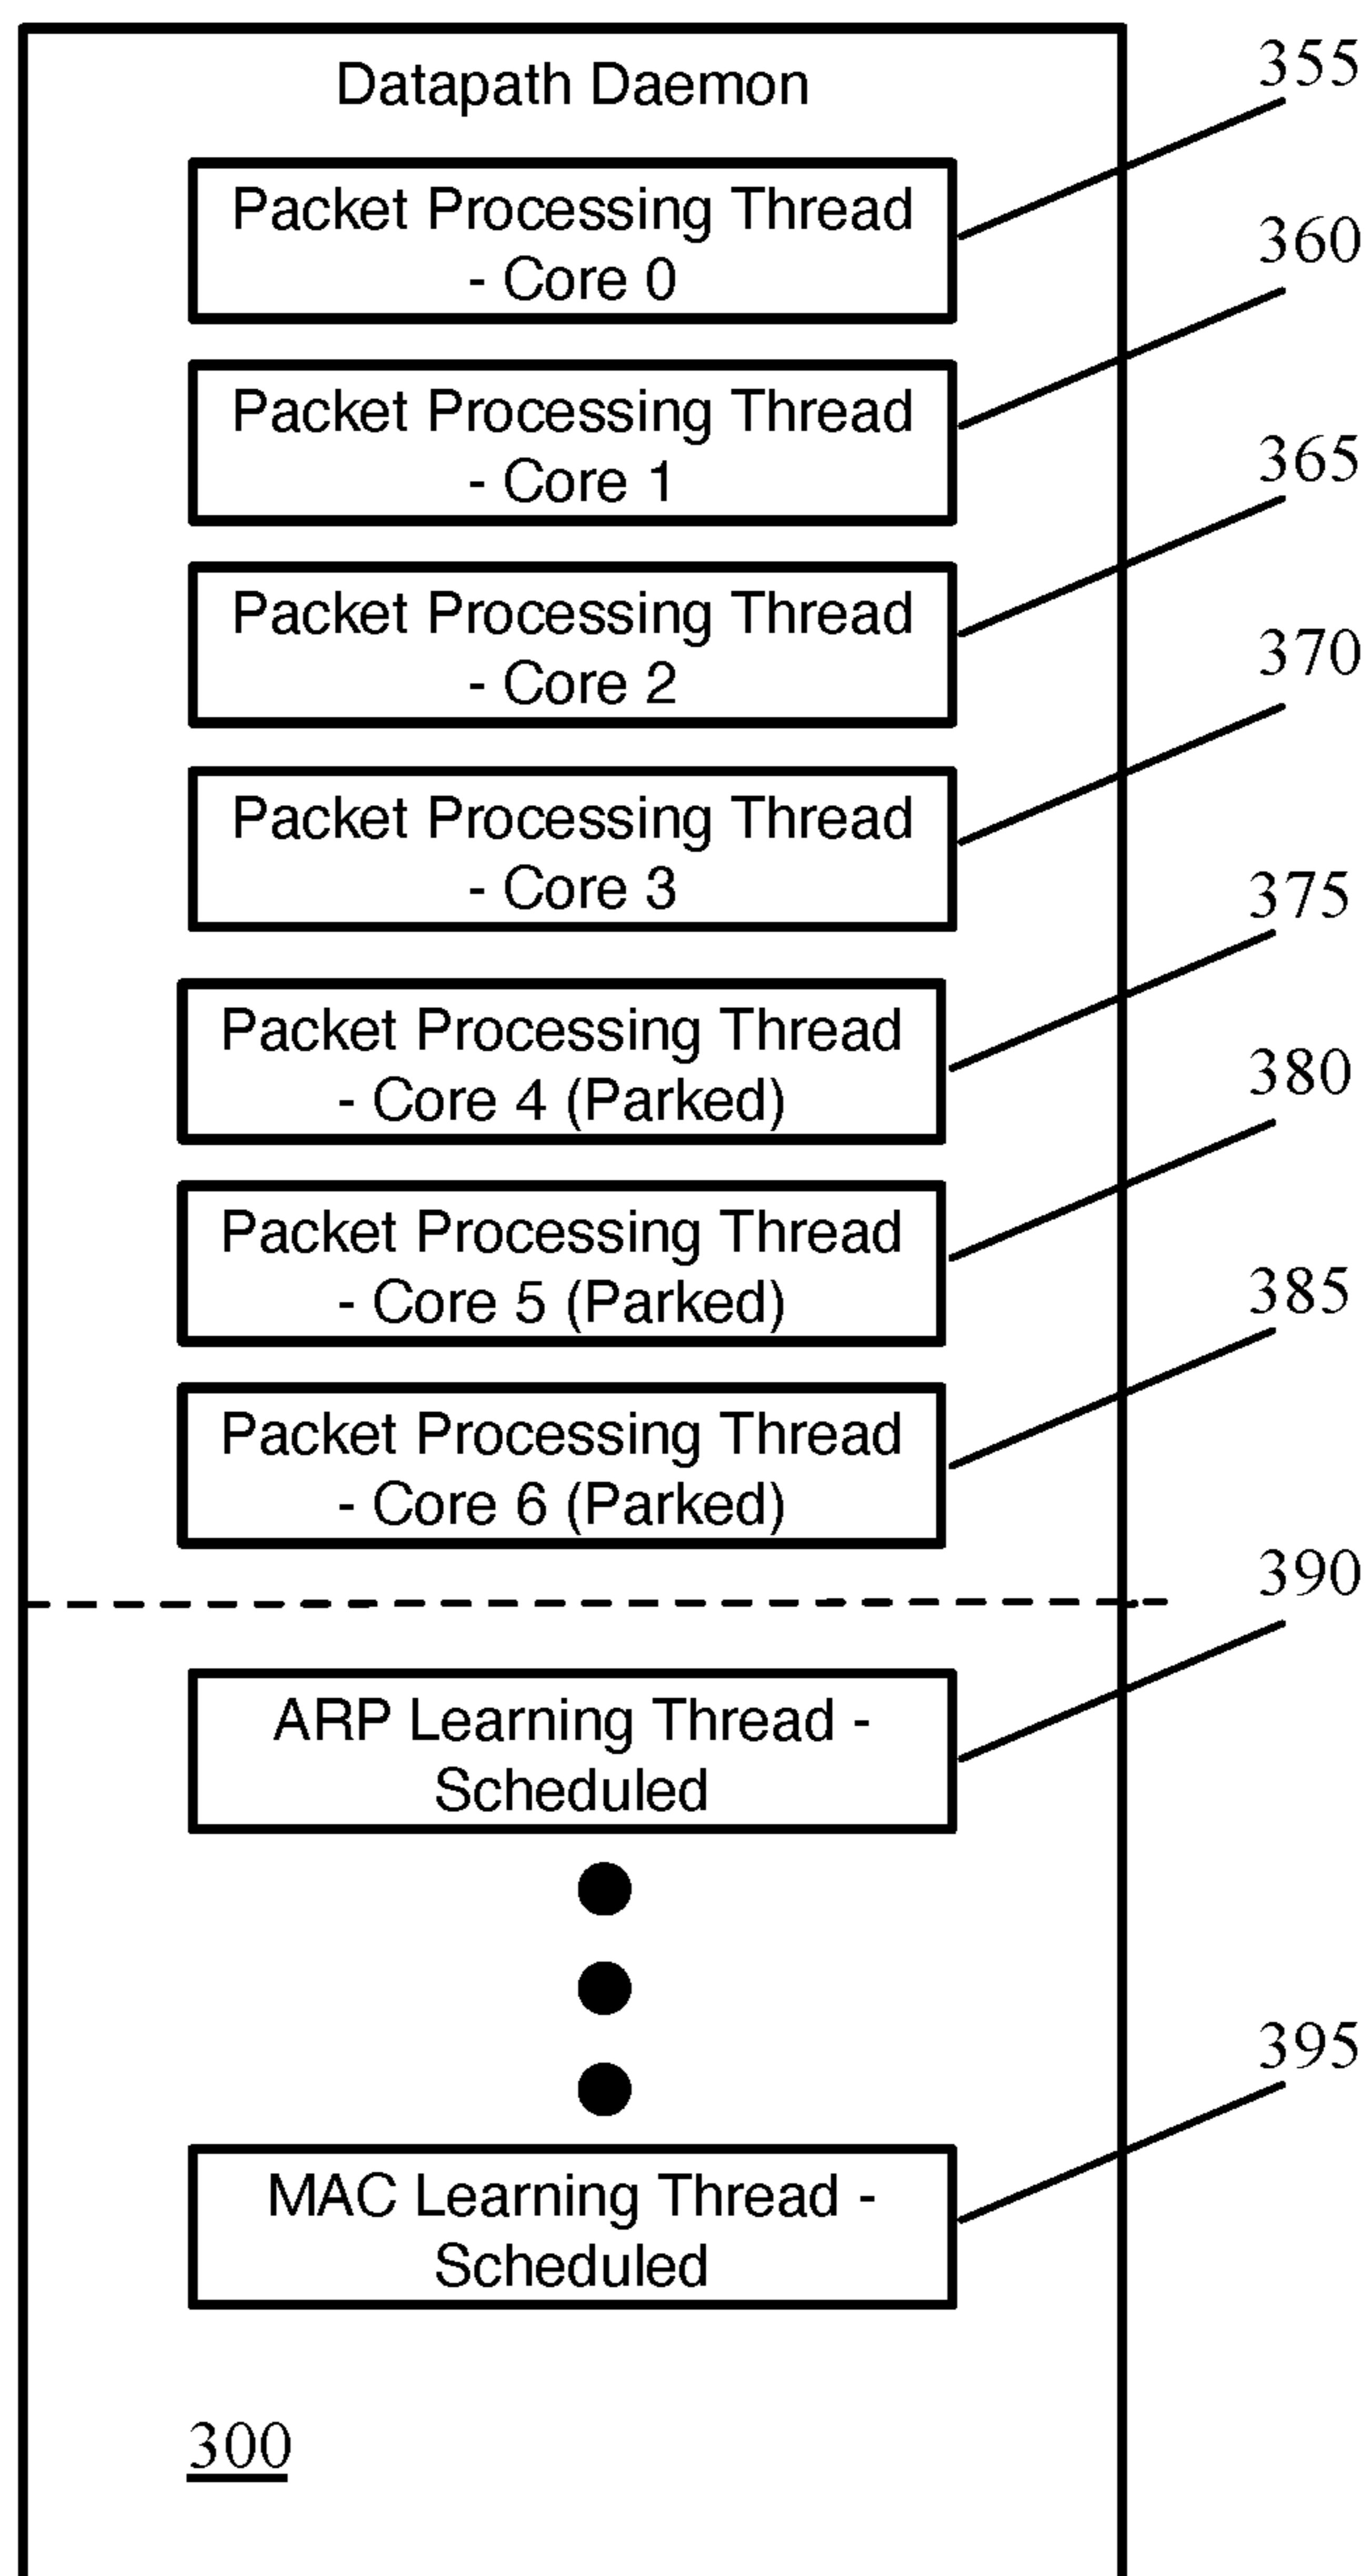 Datapath Daemon
355
Packet Processing Thread
- Core 0
360
Packet Processing Thread
- Core 1
365
Packet Processing Thread
- Core 2
370
Packet Processing Thread
- Core 3
375
Packet Processing Thread
- Core 4 (Parked)
380
Packet Processing Thread
- Core 5 (Parked)
385
Packet Processing Thread
- Core 6 (Parked)
390
ARP Learning Thread -
Scheduled
395
MAC Learning Thread -
Scheduled
300